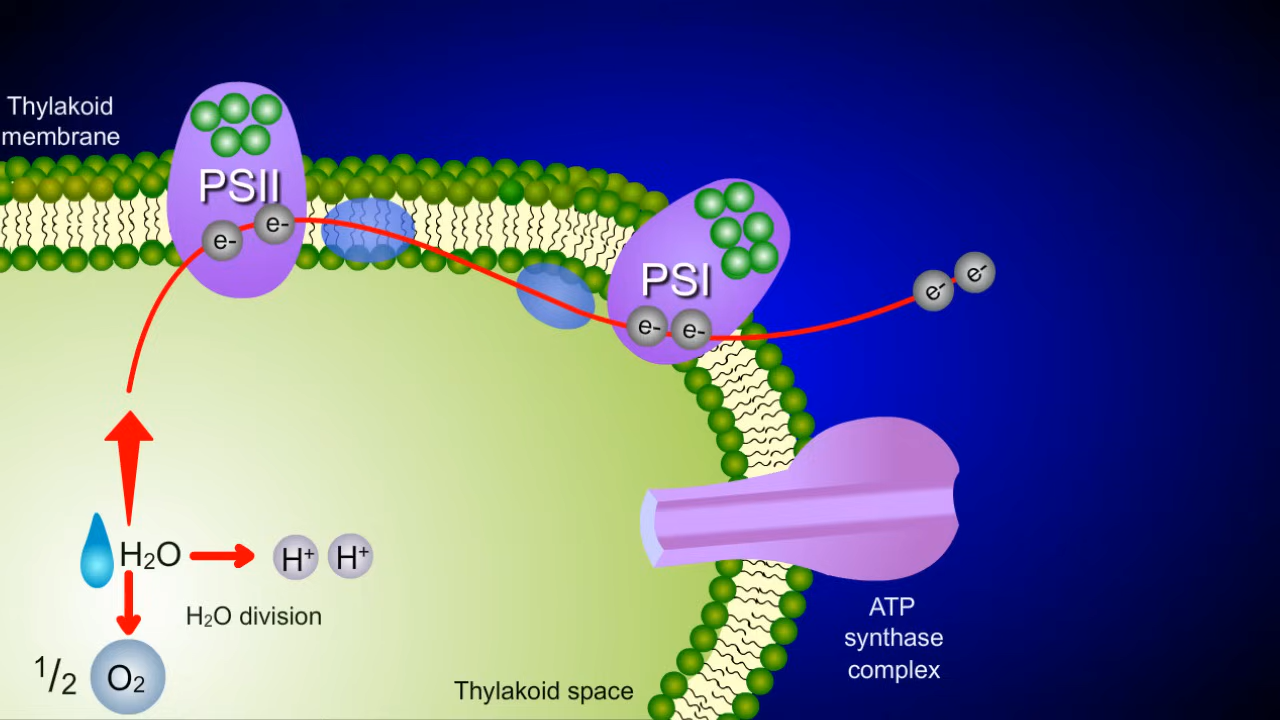 Thylakoid
membrane
PSII
e-
e-
PSI
e-
e-
e-
e-
H₂O
H⁺
H⁺
H₂O division
1/2
O₂
Thylakoid space
ATP
synthase
complex